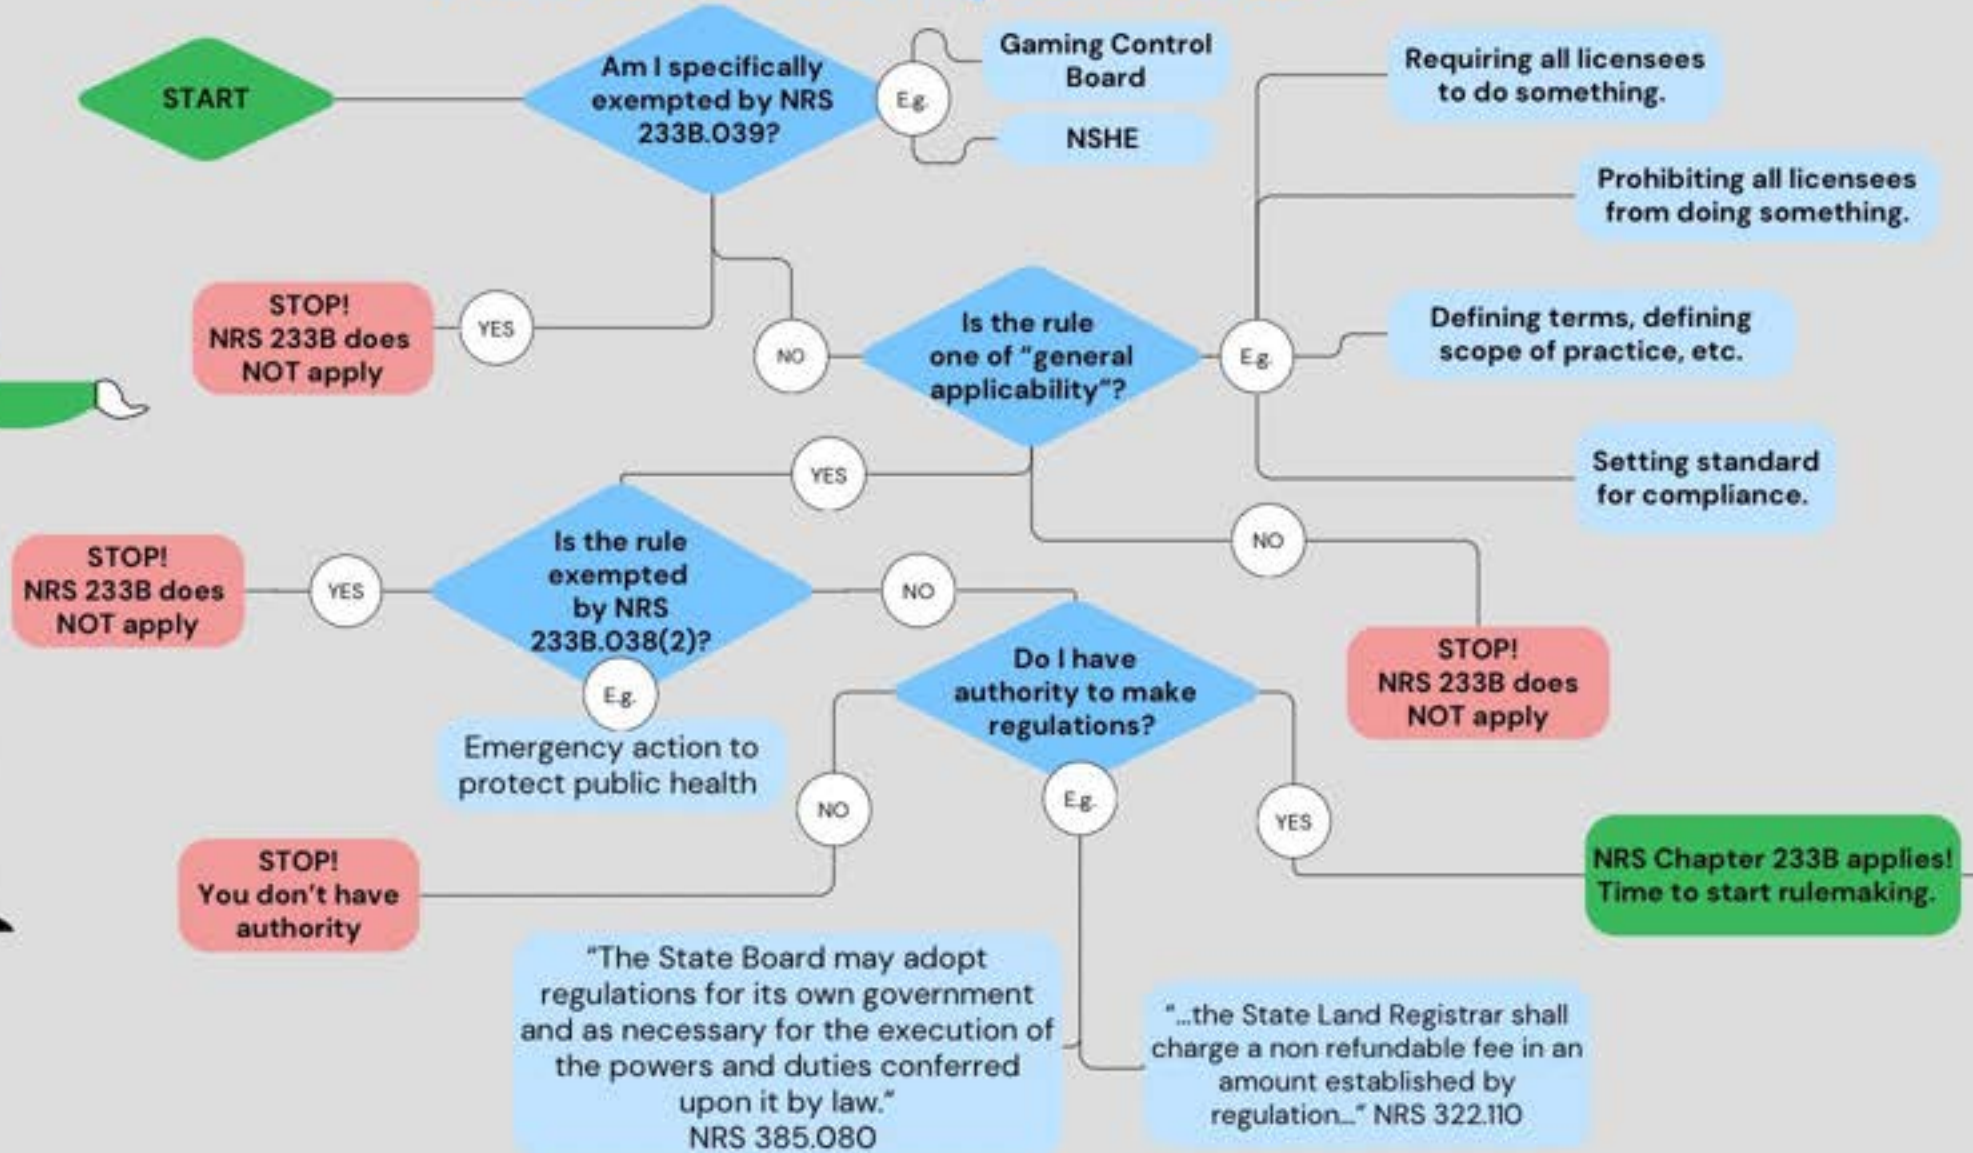 START
Am I specifically
exempted by NRS
233B.039?
E.g.
Gaming Control
Board
NSHE
Requiring all licensees
to do something.
Prohibiting all licensees
from doing something.
STOP!
NRS 233B does
NOT apply
YES
NO
Is the rule
one of “general
applicability”?
E.g.
Defining terms, defining
scope of practice, etc.
Setting standard
for compliance.
YES
NO
STOP!
NRS 233B does
NOT apply
YES
Is the rule
exempted
by NRS
233B.038(2)?
E.g.
Emergency action to
protect public health
NO
Do I have
authority to make
regulations?
STOP!
NRS 233B does
NOT apply
NO
E.g.
YES
STOP!
You don’t have
authority
NRS Chapter 233B applies!
Time to start rulemaking.
“The State Board may adopt
regulations for its own government
and as necessary for the execution of
the powers and duties conferred
upon it by law.”
NRS 385.080
“...the State Land Registrar shall
charge a non refundable fee in an
amount established by
regulation...” NRS 322.110